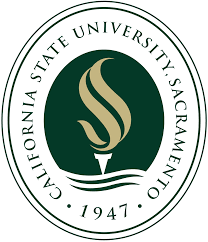 CALIFORNIA STATE UNIVERSITY, SACRAMENTO
• 1947 •